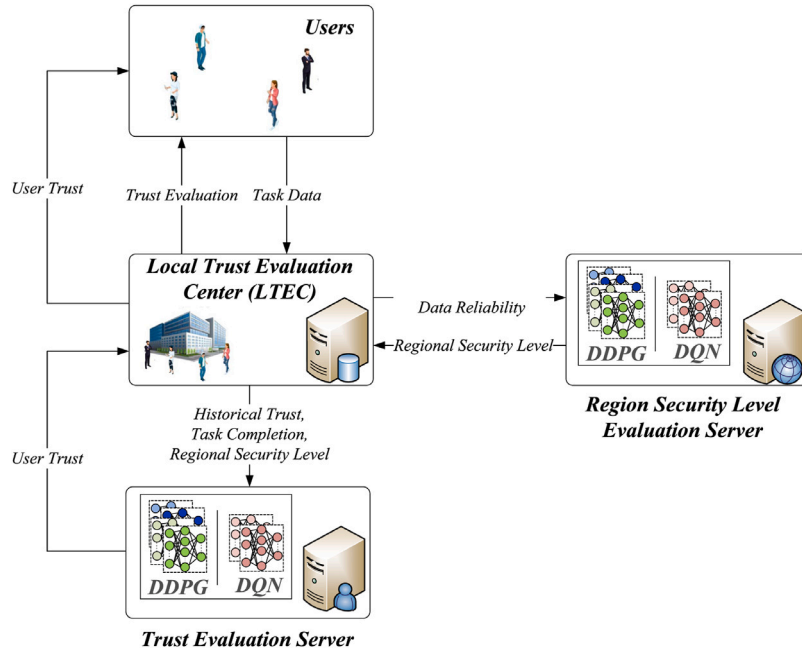 Users
User Trust
Trust Evaluation
Task Data
Local Trust Evaluation
Center (LTEC)
Data Reliability
Regional Security Level
DDPG
DQN
Region Security Level
Evaluation Server
User Trust
Historical Trust,
Task Completion,
Regional Security Level
DDPG
DQN
Trust Evaluation Server